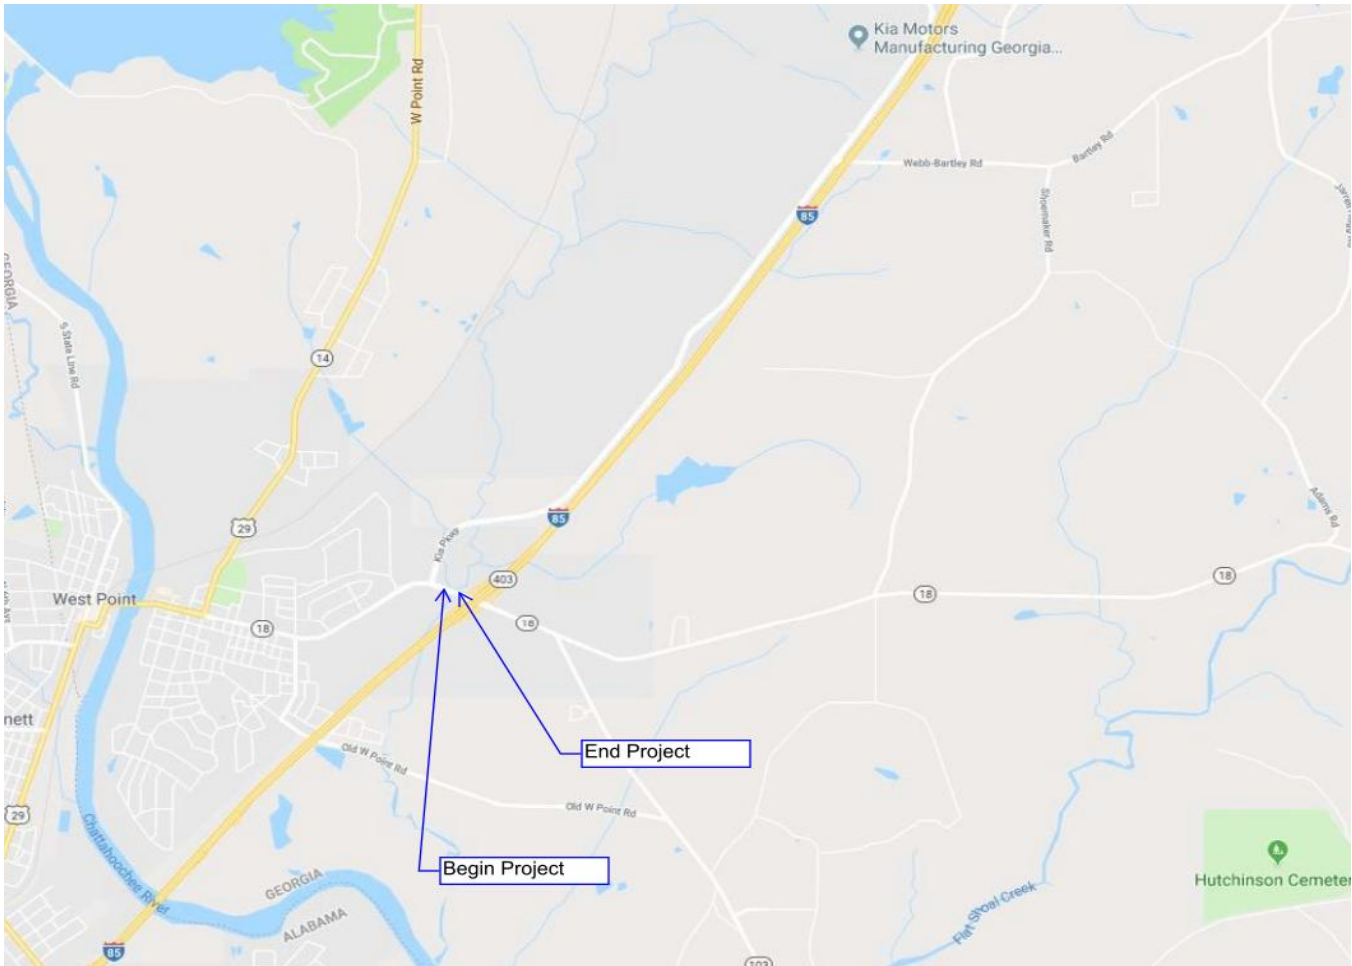 Kia Motors
Manufacturing Georgia...
W Point Rd
Webb-Bartley Rd
Bartley Rd
Shoemaker Rd
85
GEORGIA
S State Line Rd
14
Adams Rd
29
85
Kia Pkwy
403
18
18
West Point
18
18
nett
End Project
Old W Point Rd
Old W Point Rd
29
Chattahoochee River
Begin Project
GEORGIA
ALABAMA
Hutchinson Cemeter
Flat Shoal Creek
85
103